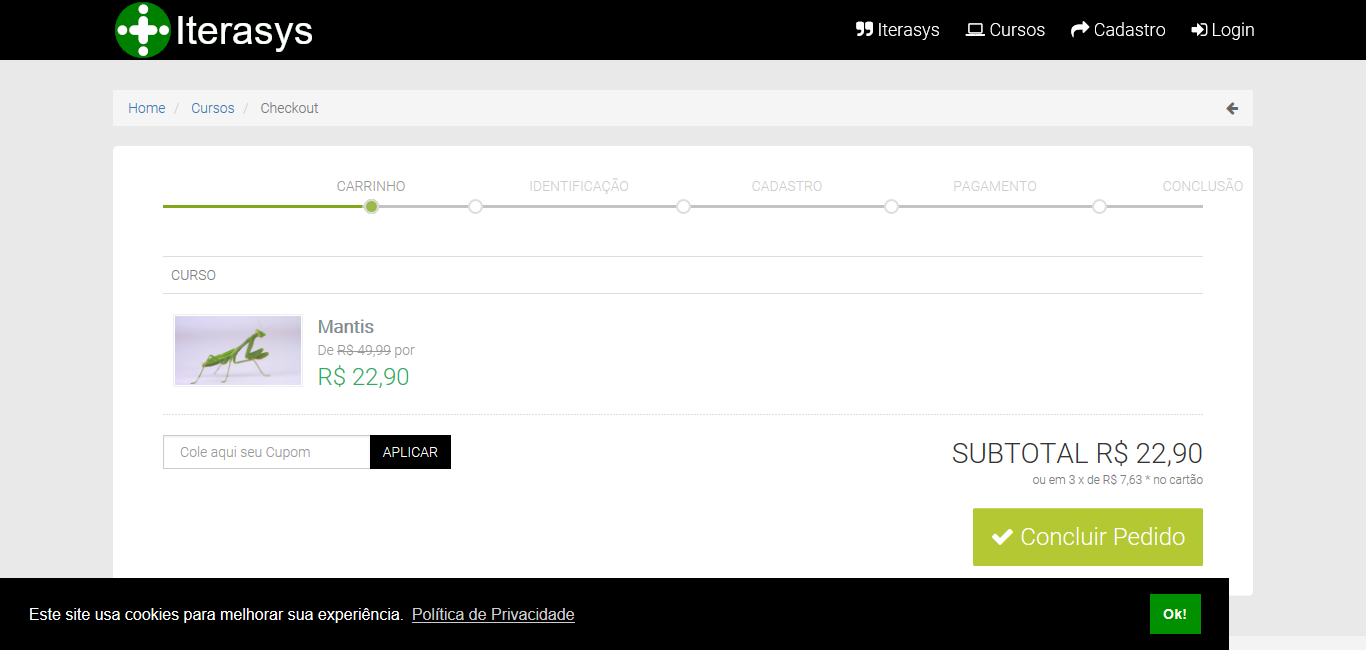 Iterasys
Iterasys Cursos Cadastro Login
Home / Cursos / Checkout
CARRINHO IDENTIFICAÇÃO CADASTRO PAGAMENTO CONCLUSÃO
CURSO
Mantis
De R$ 49,99 por
R$ 22,90
Cole aqui seu Cupom APLICAR
SUBTOTAL R$ 22,90
ou em 3 x de R$ 7,63 * no cartão
Concluir Pedido
Este site usa cookies para melhorar sua experiência. Política de Privacidade Ok!